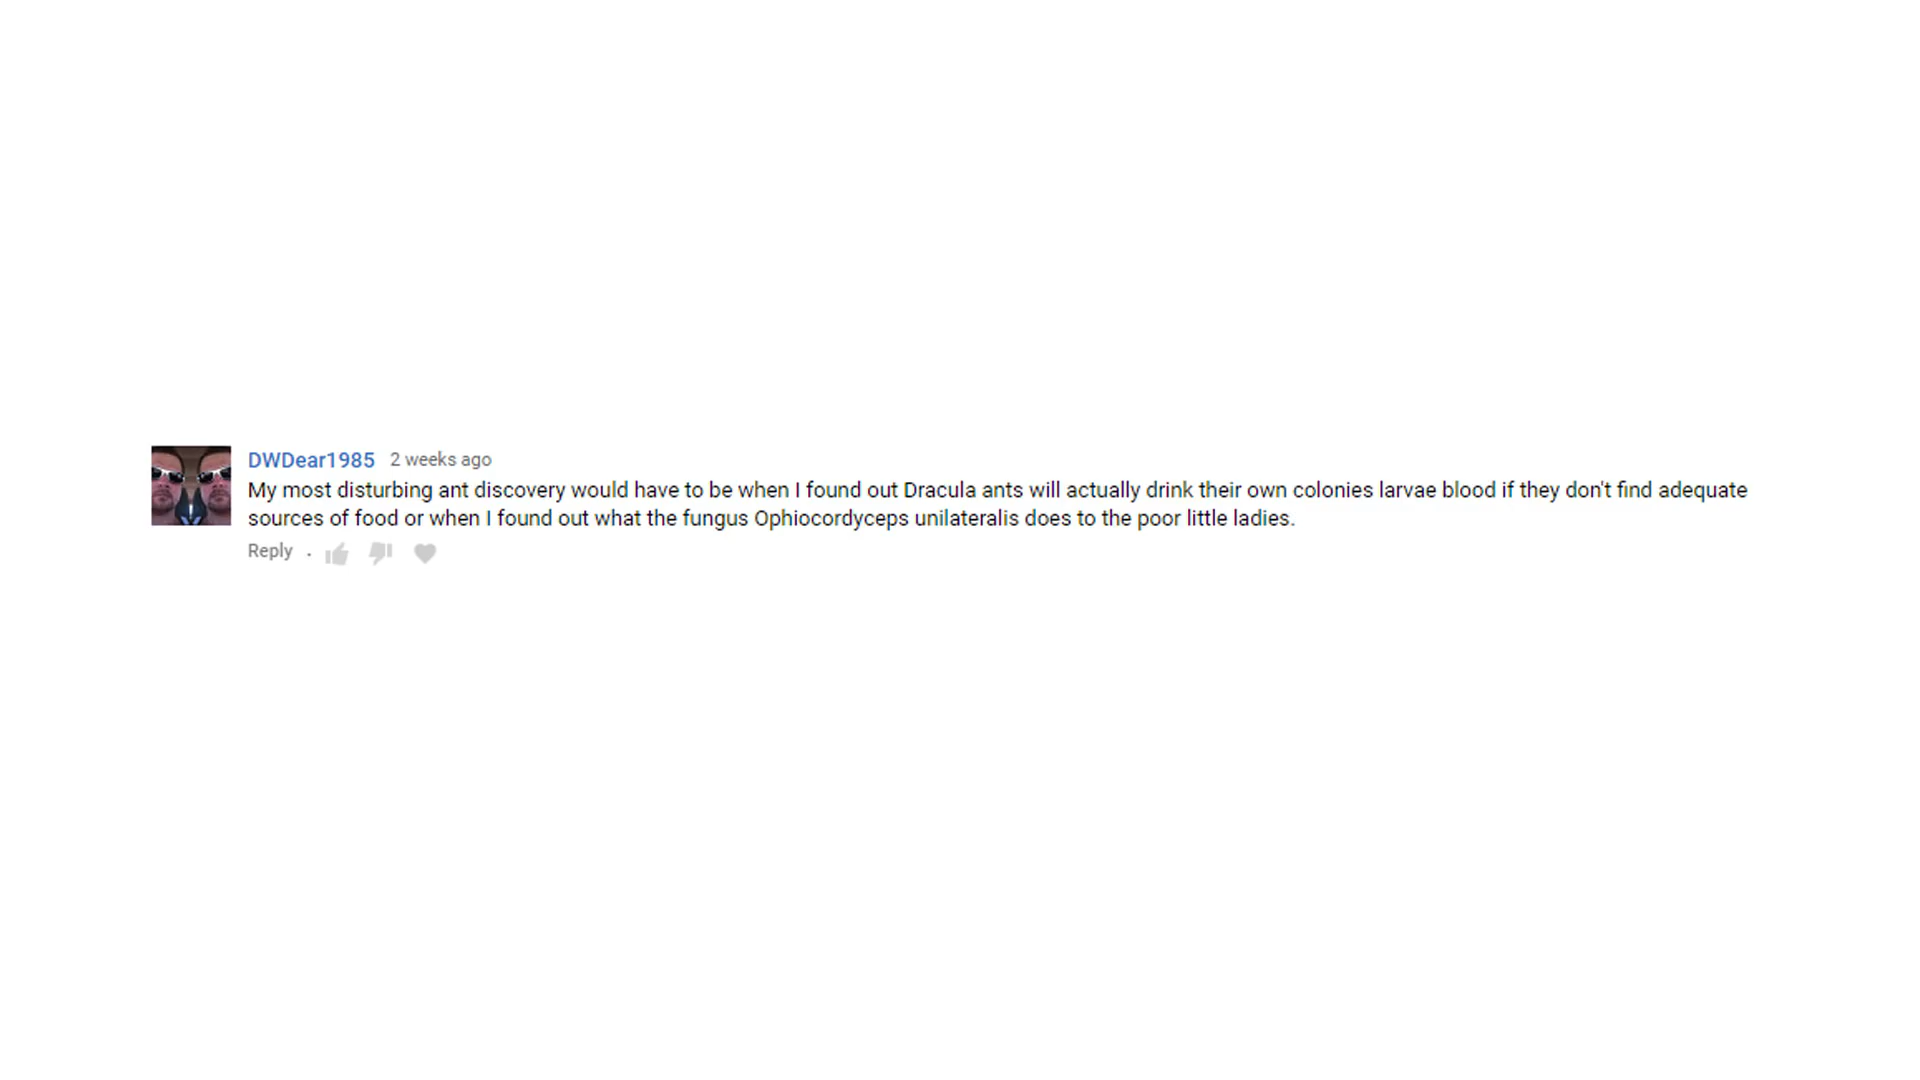 DWDear1985 2 weeks ago
My most disturbing ant discovery would have to be when I found out Dracula ants will actually drink their own colonies larvae blood if they don't find adequate
sources of food or when I found out what the fungus Ophiocordyceps unilateralis does to the poor little ladies.
Reply .